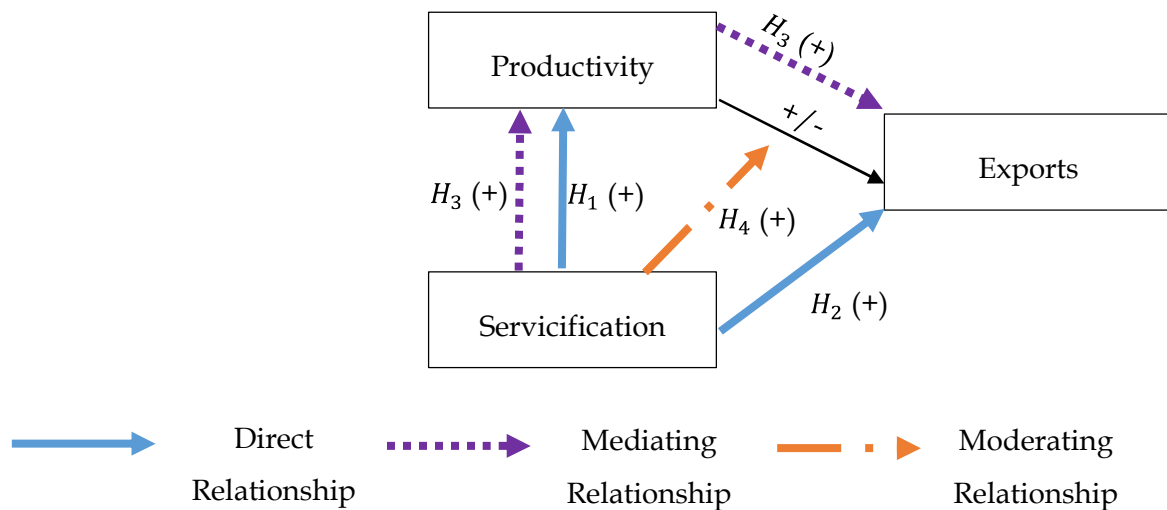 H₃ (+)
Productivity
+/-
Exports
H₃ (+)
H₁ (+)
H₄ (+)
Servicification
H₂ (+)
Direct
Relationship
Mediating
Relationship
Moderating
Relationship